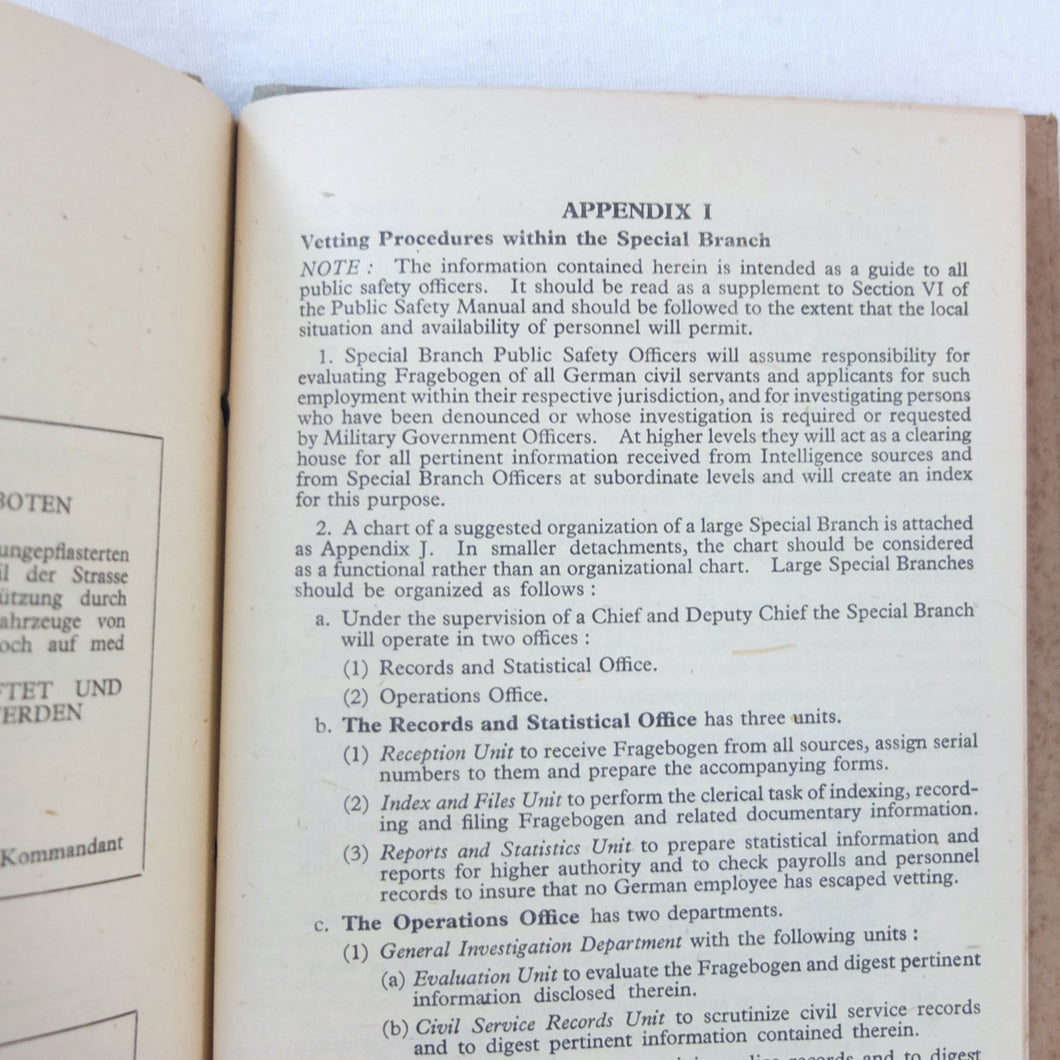 BOTEN
ungepflasterten
der Strasse
durch
von
auf med
UND
Kommandant
APPENDIX I
Vetting Procedures within the Special Branch
NOTE : The information contained herein is intended as a guide to all
public safety officers. It should be read as a supplement to Section VI of
the Public Safety Manual and should be followed to the extent that the local
situation and availability of personnel will permit.
1. Special Branch Public Safety Officers will assume responsibility for
evaluating Fragebogen of all German civil servants and applicants for such
employment within their respective jurisdiction, and for investigating persons
who have been denounced or whose investigation is required or requested
by Military Government Officers. At higher levels they will act as a clearing
house for all pertinent information received from Intelligence sources and
from Special Branch Officers at subordinate levels and will create an index
for this purpose.
2. A chart of a suggested organization of a large Special Branch is attached
as Appendix J. In smaller detachments, the chart should be considered
as a functional rather than an organizational chart. Large Special Branches
should be organized as follows :
a. Under the supervision of a Chief and Deputy Chief the Special Branch
will operate in two offices :
(1) Records and Statistical Office.
(2) Operations Office.
b. The Records and Statistical Office has three units.
(1) Reception Unit to receive Fragebogen from all sources, assign serial
numbers to them and prepare the accompanying forms.
(2) Index and Files Unit to perform the clerical task of indexing, record-
ing and filing Fragebogen and related documentary information.
(3) Reports and Statistics Unit to prepare statistical information and
reports for higher authority and to check payrolls and personnel
records to insure that no German employee has escaped vetting.
c. The Operations Office has two departments.
(1) General Investigation Department with the following units :
(a) Evaluation Unit to evaluate the Fragebogen and digest pertinent
information disclosed therein.
(b) Civil Service Records Unit to scrutinize civil service records
and to digest pertinent information contained therein.
records and to digest